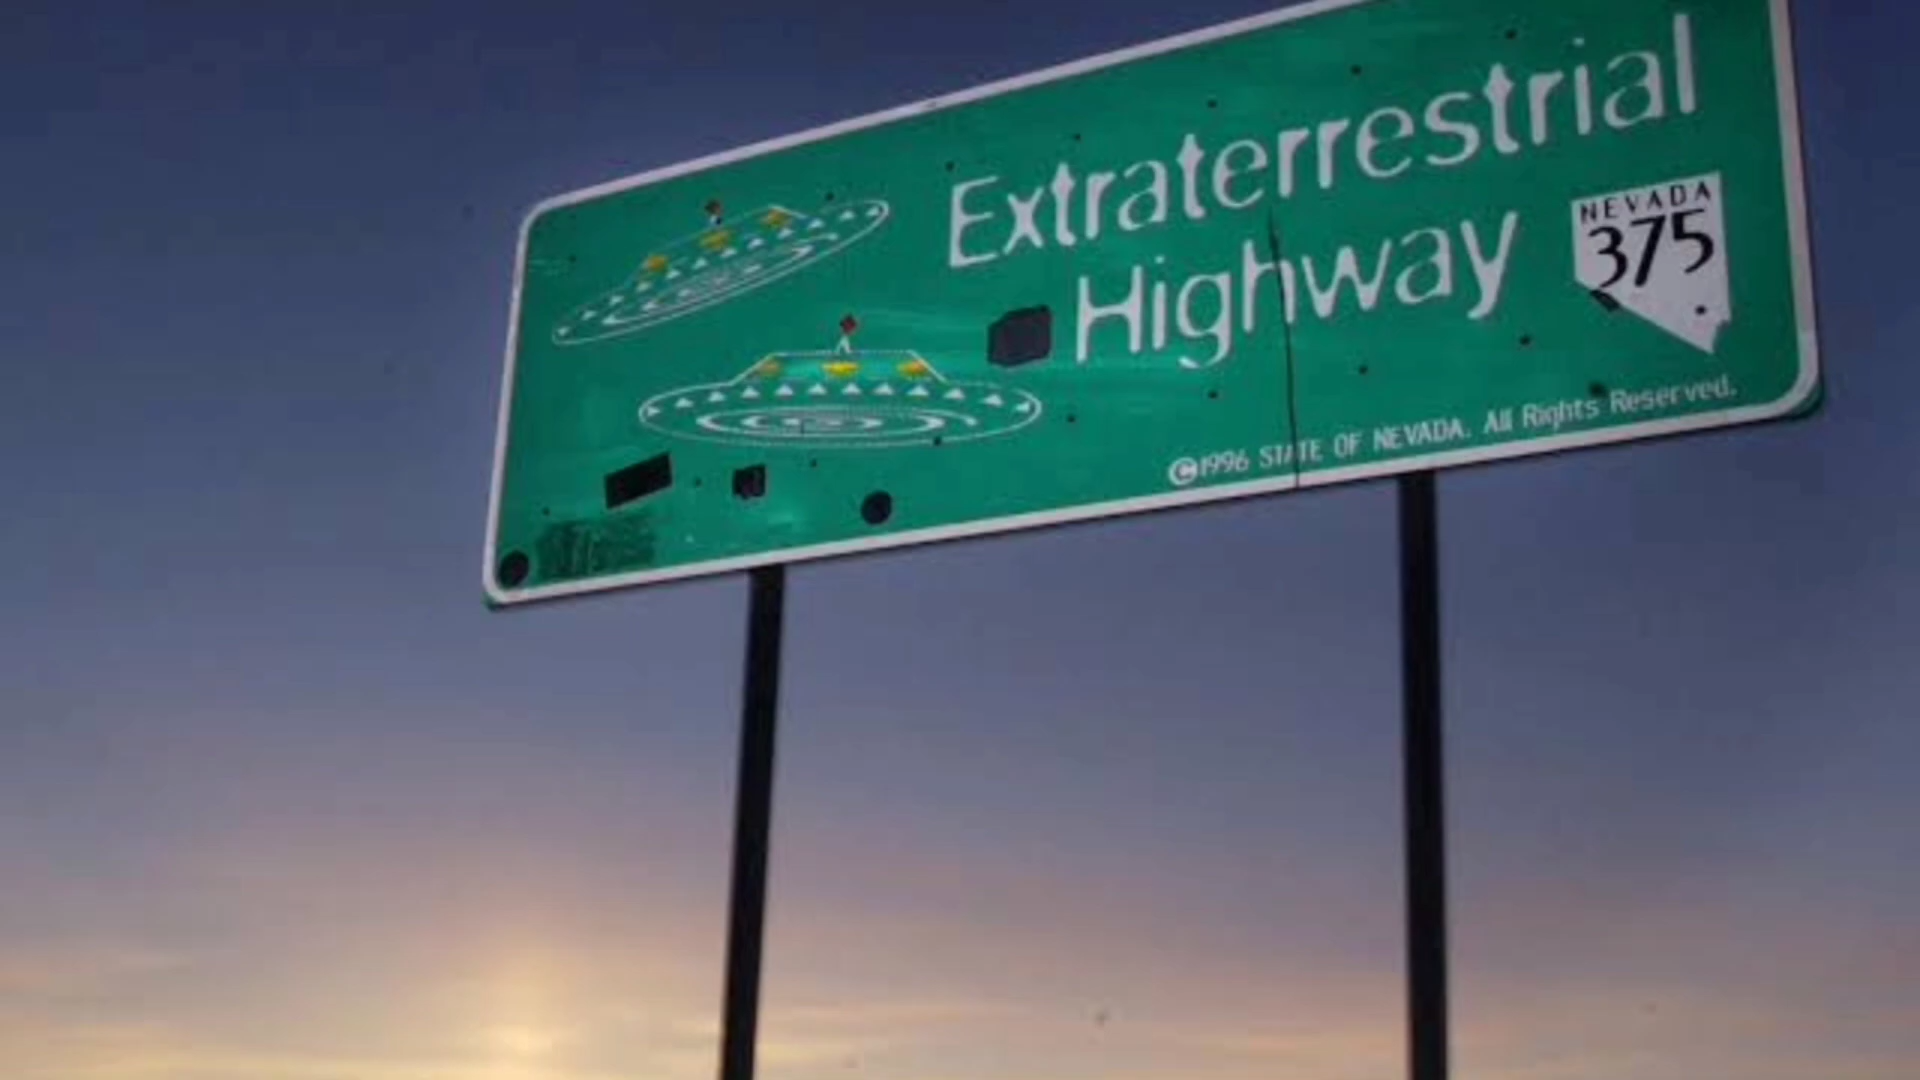 Extraterrestrial
Highway
NEVADA
375
©1996 STATE OF NEVADA. All Rights Reserved.